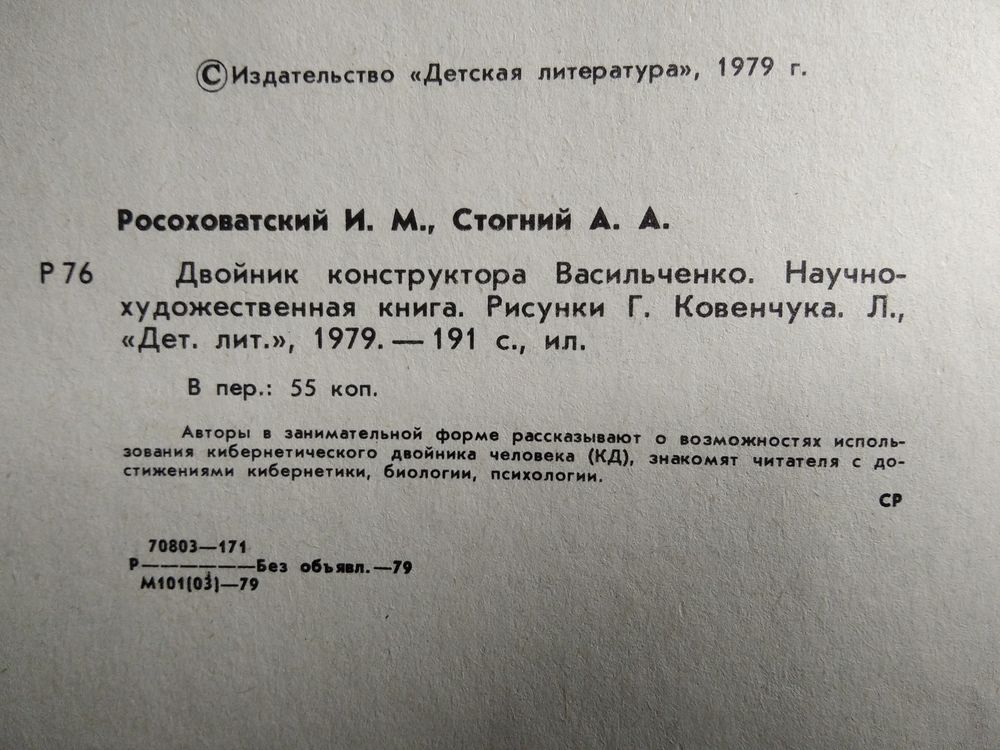 © Издательство «Детская литература», 1979 г.
Росоховатский И. М., Стогний А. А.
Р 76 Двойник конструктора Васильченко. Научно-
художественная книга. Рисунки Г. Ковенчука. Л.,
«Дет. лит.», 1979. — 191 с., ил.
В пер.: 55 коп.
Авторы в занимательной форме рассказывают о возможностях исполь-
зования кибернетического двойника человека (КД), знакомят читателя с до-
стижениями кибернетики, биологии, психологии.
СР
70803—171
Р——————Без объявл.—79
М101(03)—79